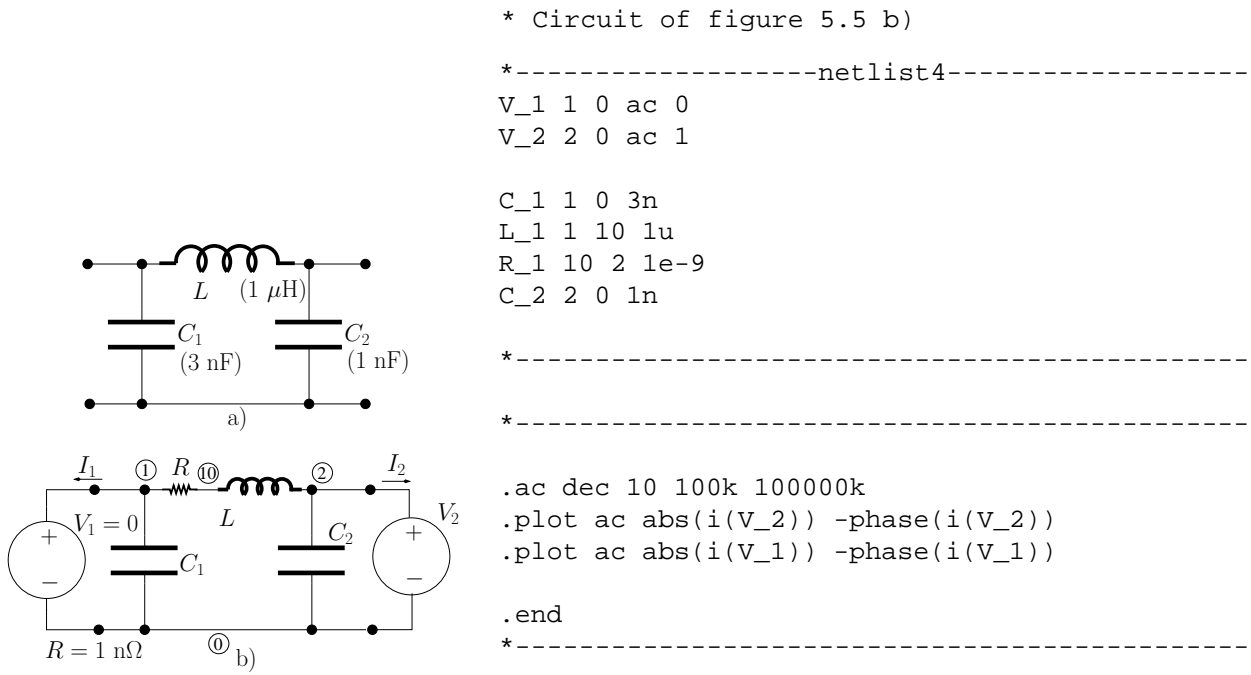 * Circuit of figure 5.5 b)
*-------------------netlist4-------------------
V_1 1 0 ac 0
V_2 2 0 ac 1
C_1 1 0 3n
L_1 1 10 1u
R_1 10 2 1e-9
C_2 2 0 1n
*----------------------------------------------
*----------------------------------------------
.ac dec 10 100k 100000k
.plot ac abs(i(V_2)) -phase(i(V_2))
.plot ac abs(i(V_1)) -phase(i(V_1))
.end
*----------------------------------------------
L (1 μH)
C₁ (3 nF)
C₂ (1 nF)
a)
I₁ 1 R 10 2 I₂
V₁ = 0 L V₂
+ C₂ +
C₁
− −
R = 1 nΩ 0 b)